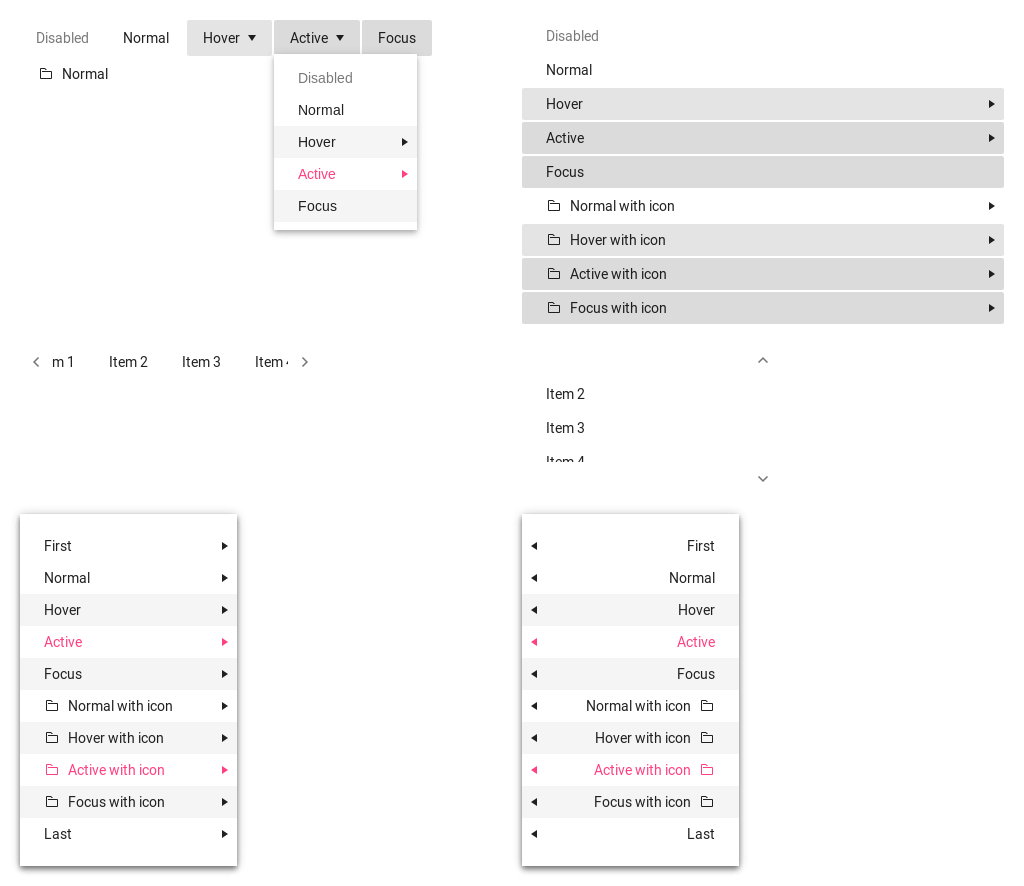 Disabled Normal Hover Active Focus
Normal
Disabled
Normal
Hover
Active
Focus
Disabled
Normal
Hover
Active
Focus
Normal with icon
Hover with icon
Active with icon
Focus with icon
m 1 Item 2 Item 3 Item 4
Item 2
Item 3
Item 4
First
Normal
Hover
Active
Focus
Normal with icon
Hover with icon
Active with icon
Focus with icon
Last
First
Normal
Hover
Active
Focus
Normal with icon
Hover with icon
Active with icon
Focus with icon
Last